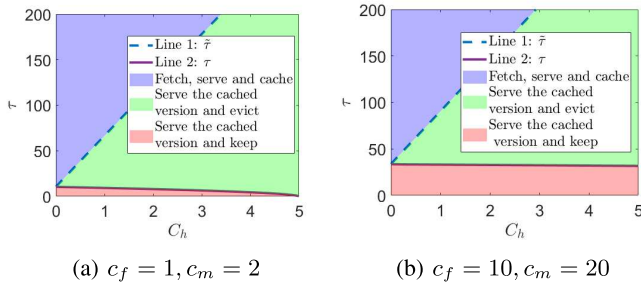 200
150
100
50
0
τ
Line 1: τ̃
Line 2: τ
Fetch, serve and cache
Serve the cached
version and evict
Serve the cached
version and keep
0 1 2 3 4 5
C_h
(a) c_f = 1, c_m = 2
200
150
100
50
0
τ
Line 1: τ̃
Line 2: τ
Fetch, serve and cache
Serve the cached
version and evict
Serve the cached
version and keep
0 1 2 3 4 5
C_h
(b) c_f = 10, c_m = 20